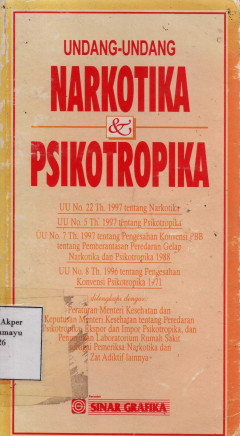 UNDANG-UNDANG
NARKOTIKA
&
PSIKOTROPIKA
UU No. 22 Th. 1997 tentang Narkotika
UU No. 5 Th. 1997 tentang Psikotropika
UU No. 7 Th. 1997 tentang Pengesahan Konvensi PBB
tentang Pemberantasan Peredaran Gelap
Narkotika dan Psikotropika 1988
UU No. 8 Th. 1996 tentang Pengesahan
Konvensi Psikotropika 1971
dilengkapi dengan:
Peraturan Menteri Kesehatan dan
Keputusan Menteri Kesehatan tentang Peredaran
Psikotropika, Ekspor dan Impor Psikotropika, dan
Laboratorium Rumah Sakit
Pemeriksa Narkotika dan
Zat Adiktif lainnya
Akper
umayu
26
SINAR GRAFIKA